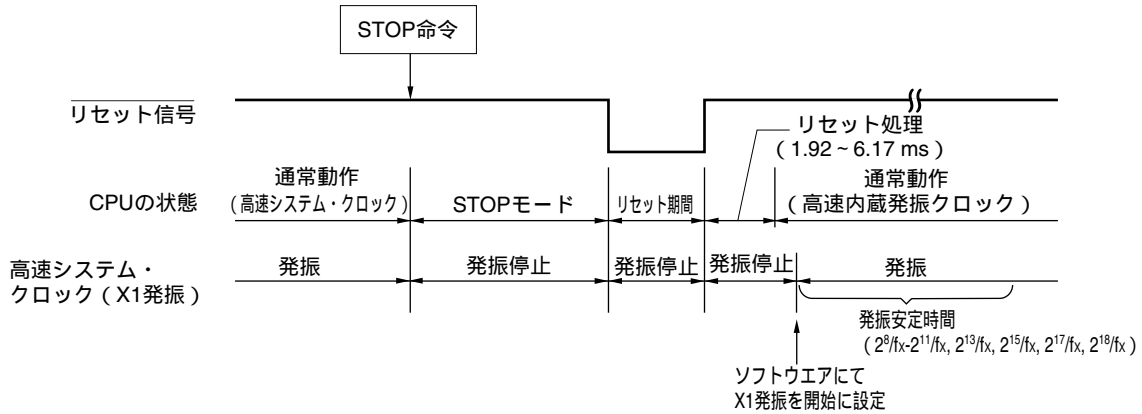 STOP命令
リセット信号
リセット処理
（1.92～6.17 ms）
CPUの状態
通常動作
（高速システム・クロック）
STOPモード
リセット期間
通常動作
（高速内蔵発振クロック）
高速システム・
クロック（X1発振）
発振
発振停止
発振停止
発振停止
発振
発振安定時間
（2⁸/fx-2¹¹/fx, 2¹³/fx, 2¹⁵/fx, 2¹⁷/fx, 2¹⁸/fx）
ソフトウエアにて
X1発振を開始に設定